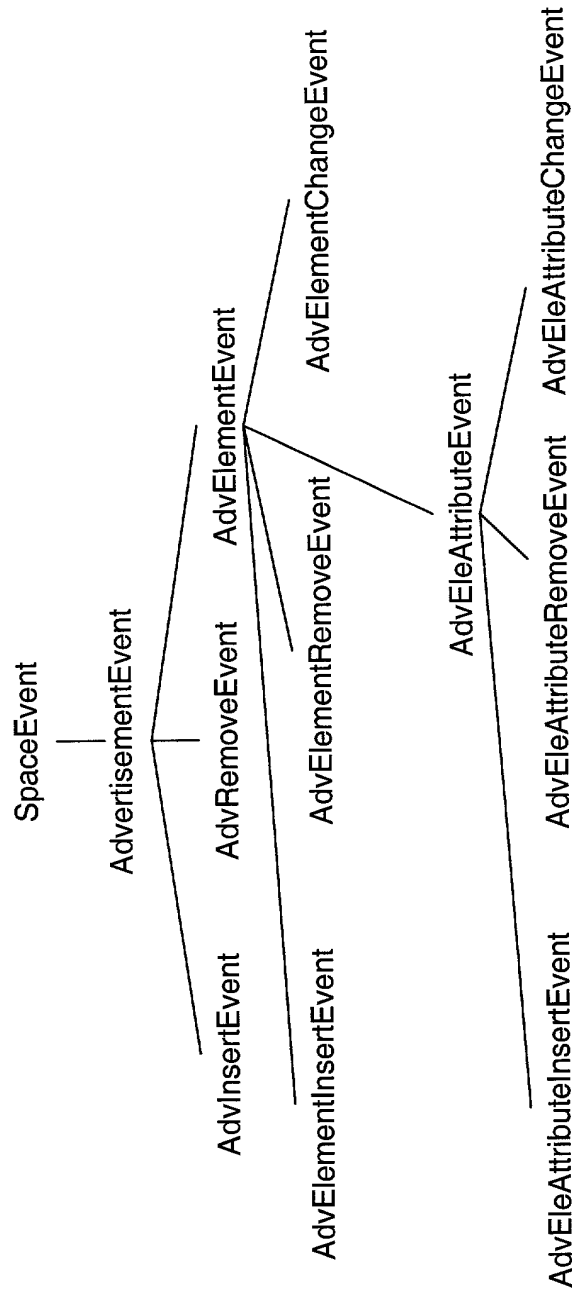 SpaceEvent
AdvertisementEvent
AdvInsertEvent AdvRemoveEvent AdvElementEvent
AdvElementInsertEvent AdvElementRemoveEvent AdvElementChangeEvent
AdvEleAttributeEvent
AdvEleAttributeInsertEvent AdvEleAttributeRemoveEvent AdvEleAttributeChangeEvent